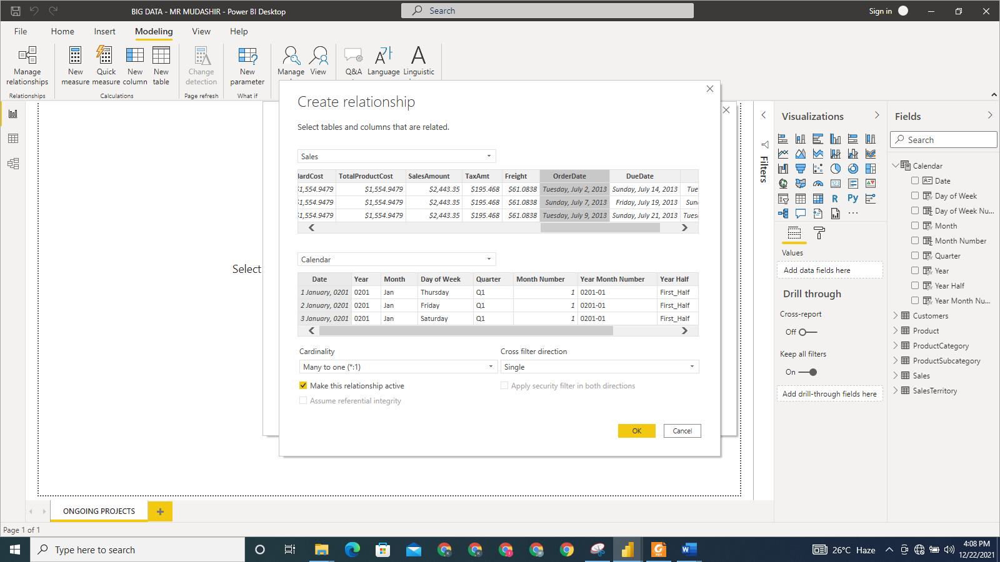 BIG DATA - MR MUDASHIR - Power BI Desktop
Search
Sign in
File Home Insert Modeling View Help
Manage relationships
New measure
Quick measure
New column
New table
Change detection
New parameter
Manage
View
Q&A
Language
Linguistic
Relationships
Calculations
Page refresh
What if
Create relationship
Select tables and columns that are related.
Sales
TotalProductCost SalesAmount TaxAmt Freight OrderDate DueDate
$1,554.9479 $1,554.9479 $2,443.35 $195.468 $61.0838 Tuesday, July 2, 2013 Sunday, July 14, 2013 Tue
$1,554.9479 $1,554.9479 $2,443.35 $195.468 $61.0838 Sunday, July 7, 2013 Friday, July 19, 2013 Sun
$1,554.9479 $1,554.9479 $2,443.35 $195.468 $61.0838 Tuesday, July 9, 2013 Sunday, July 21, 2013 Tues
Calendar
Date Year Month Day of Week Quarter Month Number Year Month Number Year Half
1 January, 0201 0201 Jan Thursday Q1 1 0201-01 First_Half
2 January, 0201 0201 Jan Friday Q1 1 0201-01 First_Half
3 January, 0201 0201 Jan Saturday Q1 1 0201-01 First_Half
Cardinality
Many to one (*:1)
Cross filter direction
Single
Make this relationship active
Apply security filter in both directions
Assume referential integrity
OK
Cancel
Select
Filters
Visualizations
R Py
123
Values
Add data fields here
Drill through
Cross-report
Off
Keep all filters
On
Add drill-through fields here
Fields
Search
Calendar
Date
Day of Week
Day of Week Nu...
Month
Month Number
Quarter
Year
Year Half
Year Month Nu...
Customers
Product
ProductCategory
ProductSubcategory
Sales
SalesTerritory
ONGOING PROJECTS
Page 1 of 1
Type here to search
26°C Haze
4:08 PM
12/22/2021